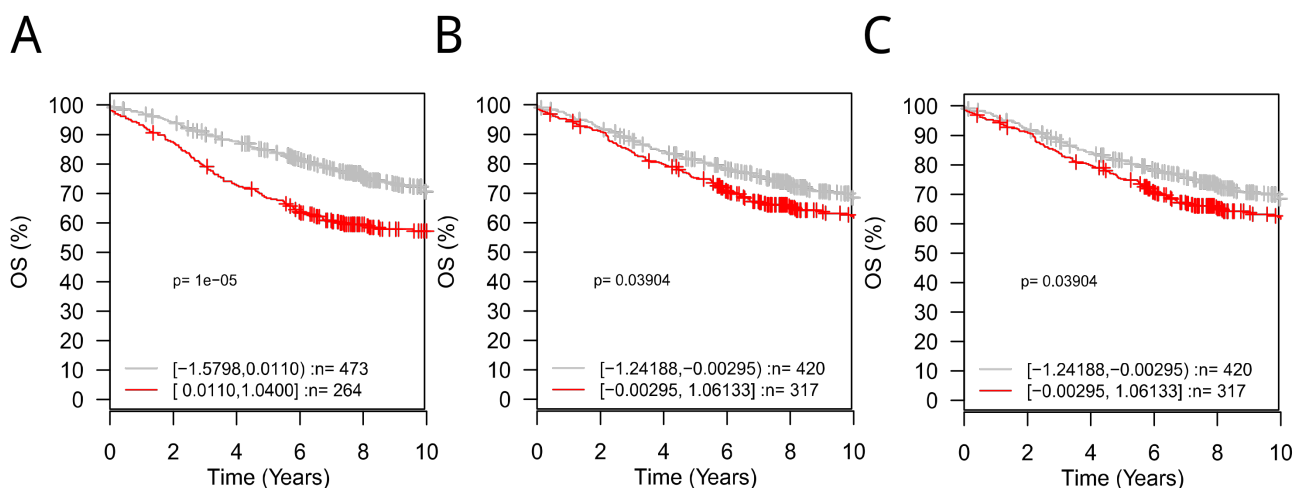 A
OS (%)
100
90
80
70
60
50
40
30
20
10
0
p= 1e−05
[−1.5798,0.0110) :n= 473
[ 0.0110,1.0400] :n= 264
0 2 4 6 8 10
Time (Years)
B
OS (%)
100
90
80
70
60
50
40
30
20
10
0
p= 0.03904
[−1.24188,−0.00295) :n= 420
[−0.00295, 1.06133] :n= 317
0 2 4 6 8 10
Time (Years)
C
OS (%)
100
90
80
70
60
50
40
30
20
10
0
p= 0.03904
[−1.24188,−0.00295) :n= 420
[−0.00295, 1.06133] :n= 317
0 2 4 6 8 10
Time (Years)